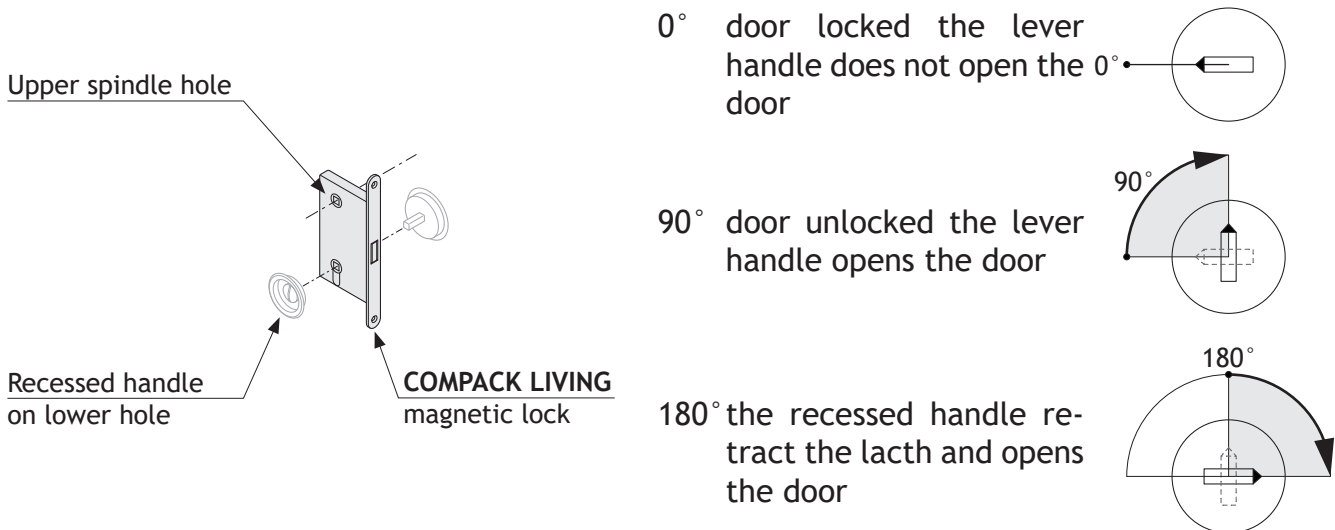 Upper spindle hole
Recessed handle
on lower hole
COMPACK LIVING
magnetic lock
0° door locked the lever
handle does not open the
door
0°
90° door unlocked the lever
handle opens the door
90°
180° the recessed handle re-
tract the lacth and opens
the door
180°